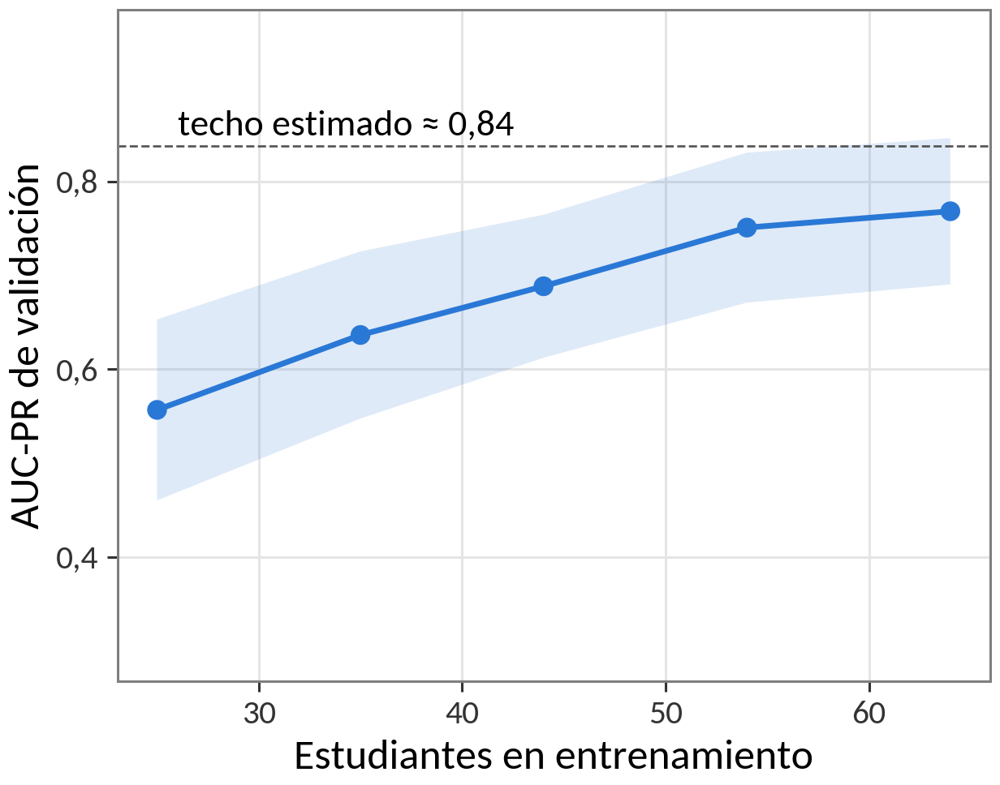 techo estimado ≈ 0,84
AUC-PR de validación
0,8
0,6
0,4
30 40 50 60
Estudiantes en entrenamiento